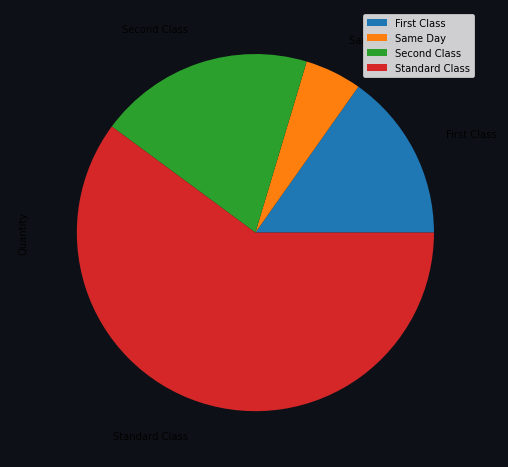 Second Class
First Class
Same Day
Second Class
Standard Class
First Class
Quantity
Standard Class